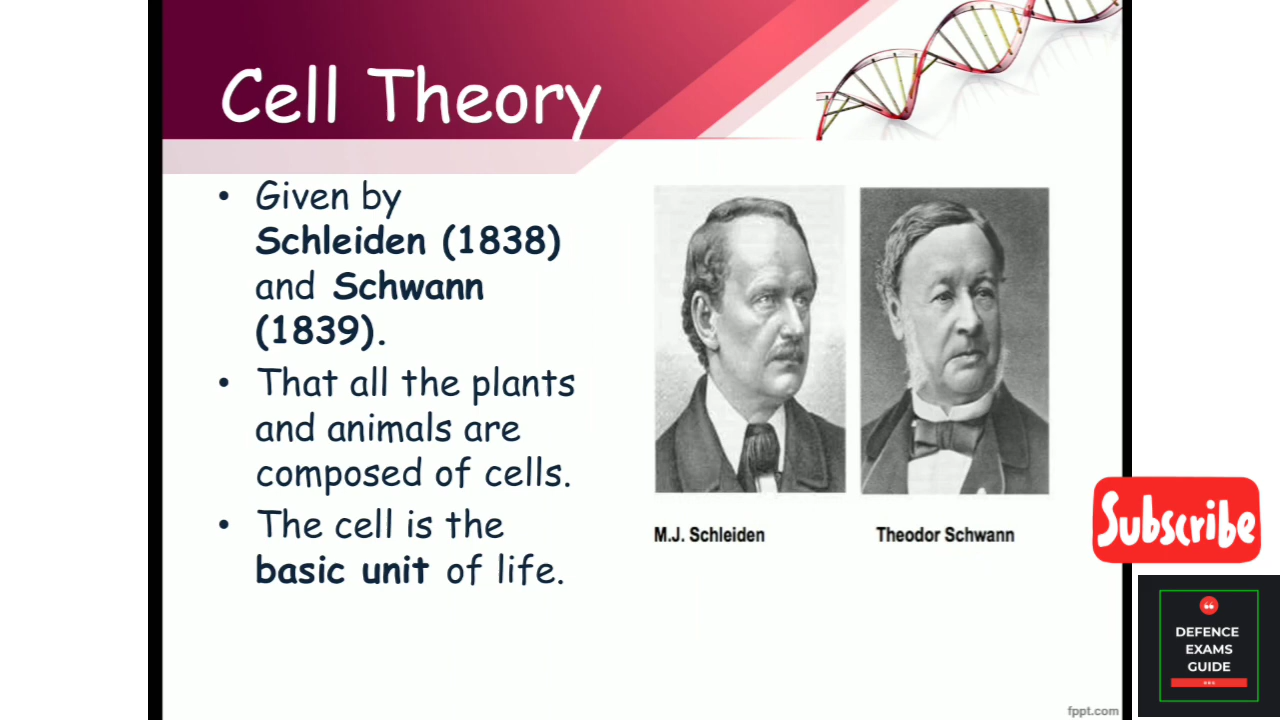 Cell Theory
• Given by
Schleiden (1838)
and Schwann
(1839).
• That all the plants
and animals are
composed of cells.
• The cell is the
basic unit of life.
M.J. Schleiden
Theodor Schwann
Subscribe
DEFENCE
EXAMS
GUIDE
fppt.com